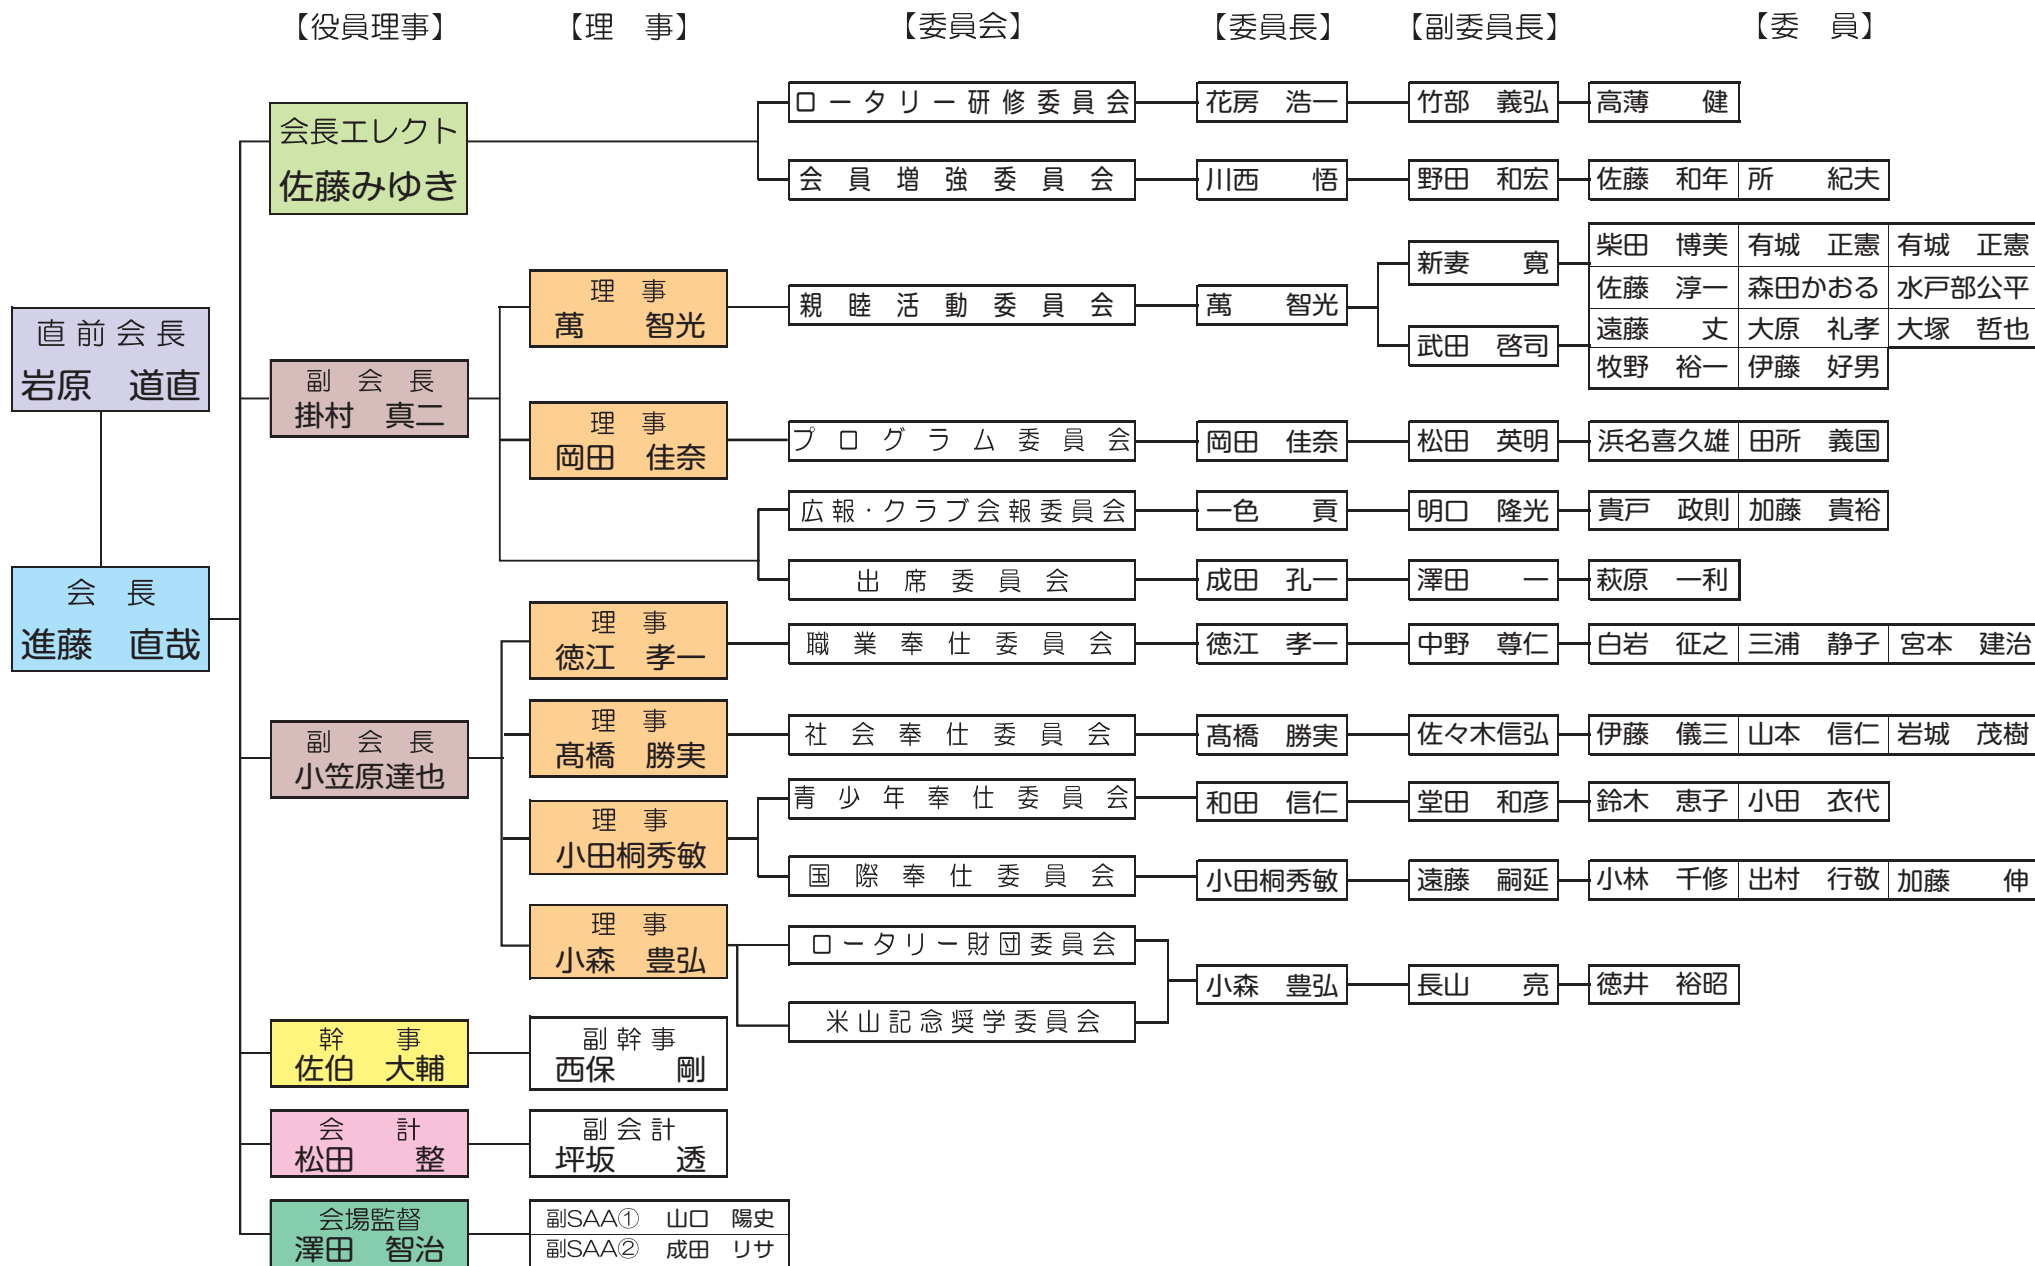 【役員理事】 【理　事】 【委員会】 【委員長】 【副委員長】 【委　員】
直前会長
岩原　道直
会　長
進藤　直哉
会長エレクト
佐藤みゆき
ロータリー研修委員会 花房　浩一 竹部　義弘 高薄　　健
会員増強委員会 川西　　悟 野田　和宏 佐藤　和年 所　　紀夫
副　会　長
掛村　真二
理　事
萬　　智光
親睦活動委員会 萬　　智光
新妻　　寛
武田　啓司
柴田　博美 有城　正憲 有城　正憲
佐藤　淳一 森田かおる 水戸部公平
遠藤　　丈 大原　礼孝 大塚　哲也
牧野　裕一 伊藤　好男
理　事
岡田　佳奈
プログラム委員会 岡田　佳奈 松田　英明 浜名喜久雄 田所　義国
広報・クラブ会報委員会 一色　　貢 明口　隆光 貴戸　政則 加藤　貴裕
出席委員会 成田　孔一 澤田　　一 萩原　一利
副　会　長
小笠原達也
理　事
徳江　孝一
職業奉仕委員会 徳江　孝一 中野　尊仁 白岩　征之 三浦　静子 宮本　建治
理　事
髙橋　勝実
社会奉仕委員会 髙橋　勝実 佐々木信弘 伊藤　儀三 山本　信仁 岩城　茂樹
理　事
小田桐秀敏
青少年奉仕委員会 和田　信仁 堂田　和彦 鈴木　恵子 小田　衣代
国際奉仕委員会 小田桐秀敏 遠藤　嗣延 小林　千修 出村　行敬 加藤　　伸
理　事
小森　豊弘
ロータリー財団委員会
米山記念奨学委員会
小森　豊弘 長山　　亮 徳井　裕昭
幹　　事
佐伯　大輔
副幹事
西保　　剛
会　　計
松田　　整
副会計
坪坂　　透
会場監督
澤田　智治
副SAA① 山口　陽史
副SAA② 成田　リサ